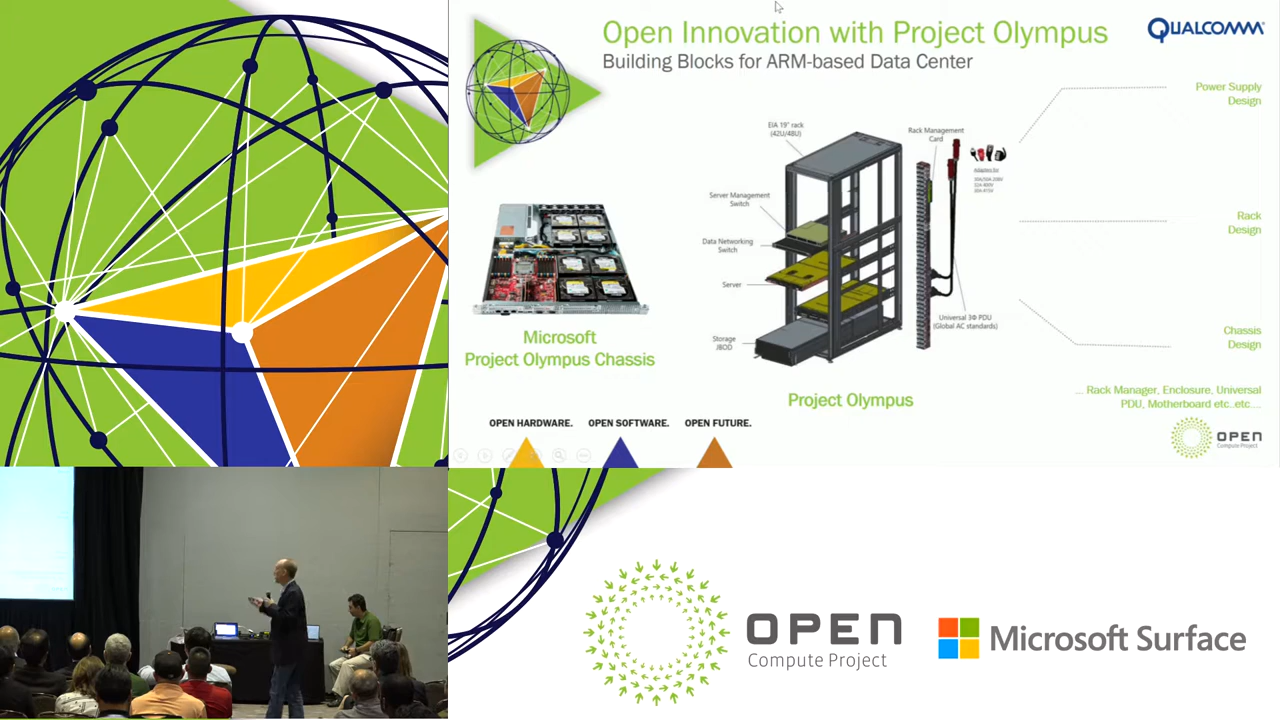 Open Innovation with Project Olympus
Building Blocks for ARM-based Data Center
QUALCOMM
Power Supply
Design
EIA 19" rack
(42U/48U)
Rack Management
Card
Adapters for
Server Management
Switch
Rack
Design
Data Networking
Switch
Server
Universal 3Φ PDU
(Global AC standards)
Storage
JBOD
Chassis
Design
Microsoft
Project Olympus Chassis
Project Olympus
... Rack Manager, Enclosure, Universal
PDU, Motherboard etc..etc....
OPEN HARDWARE. OPEN SOFTWARE. OPEN FUTURE.
OPEN
Compute Project
OPEN
Compute Project
Microsoft Surface